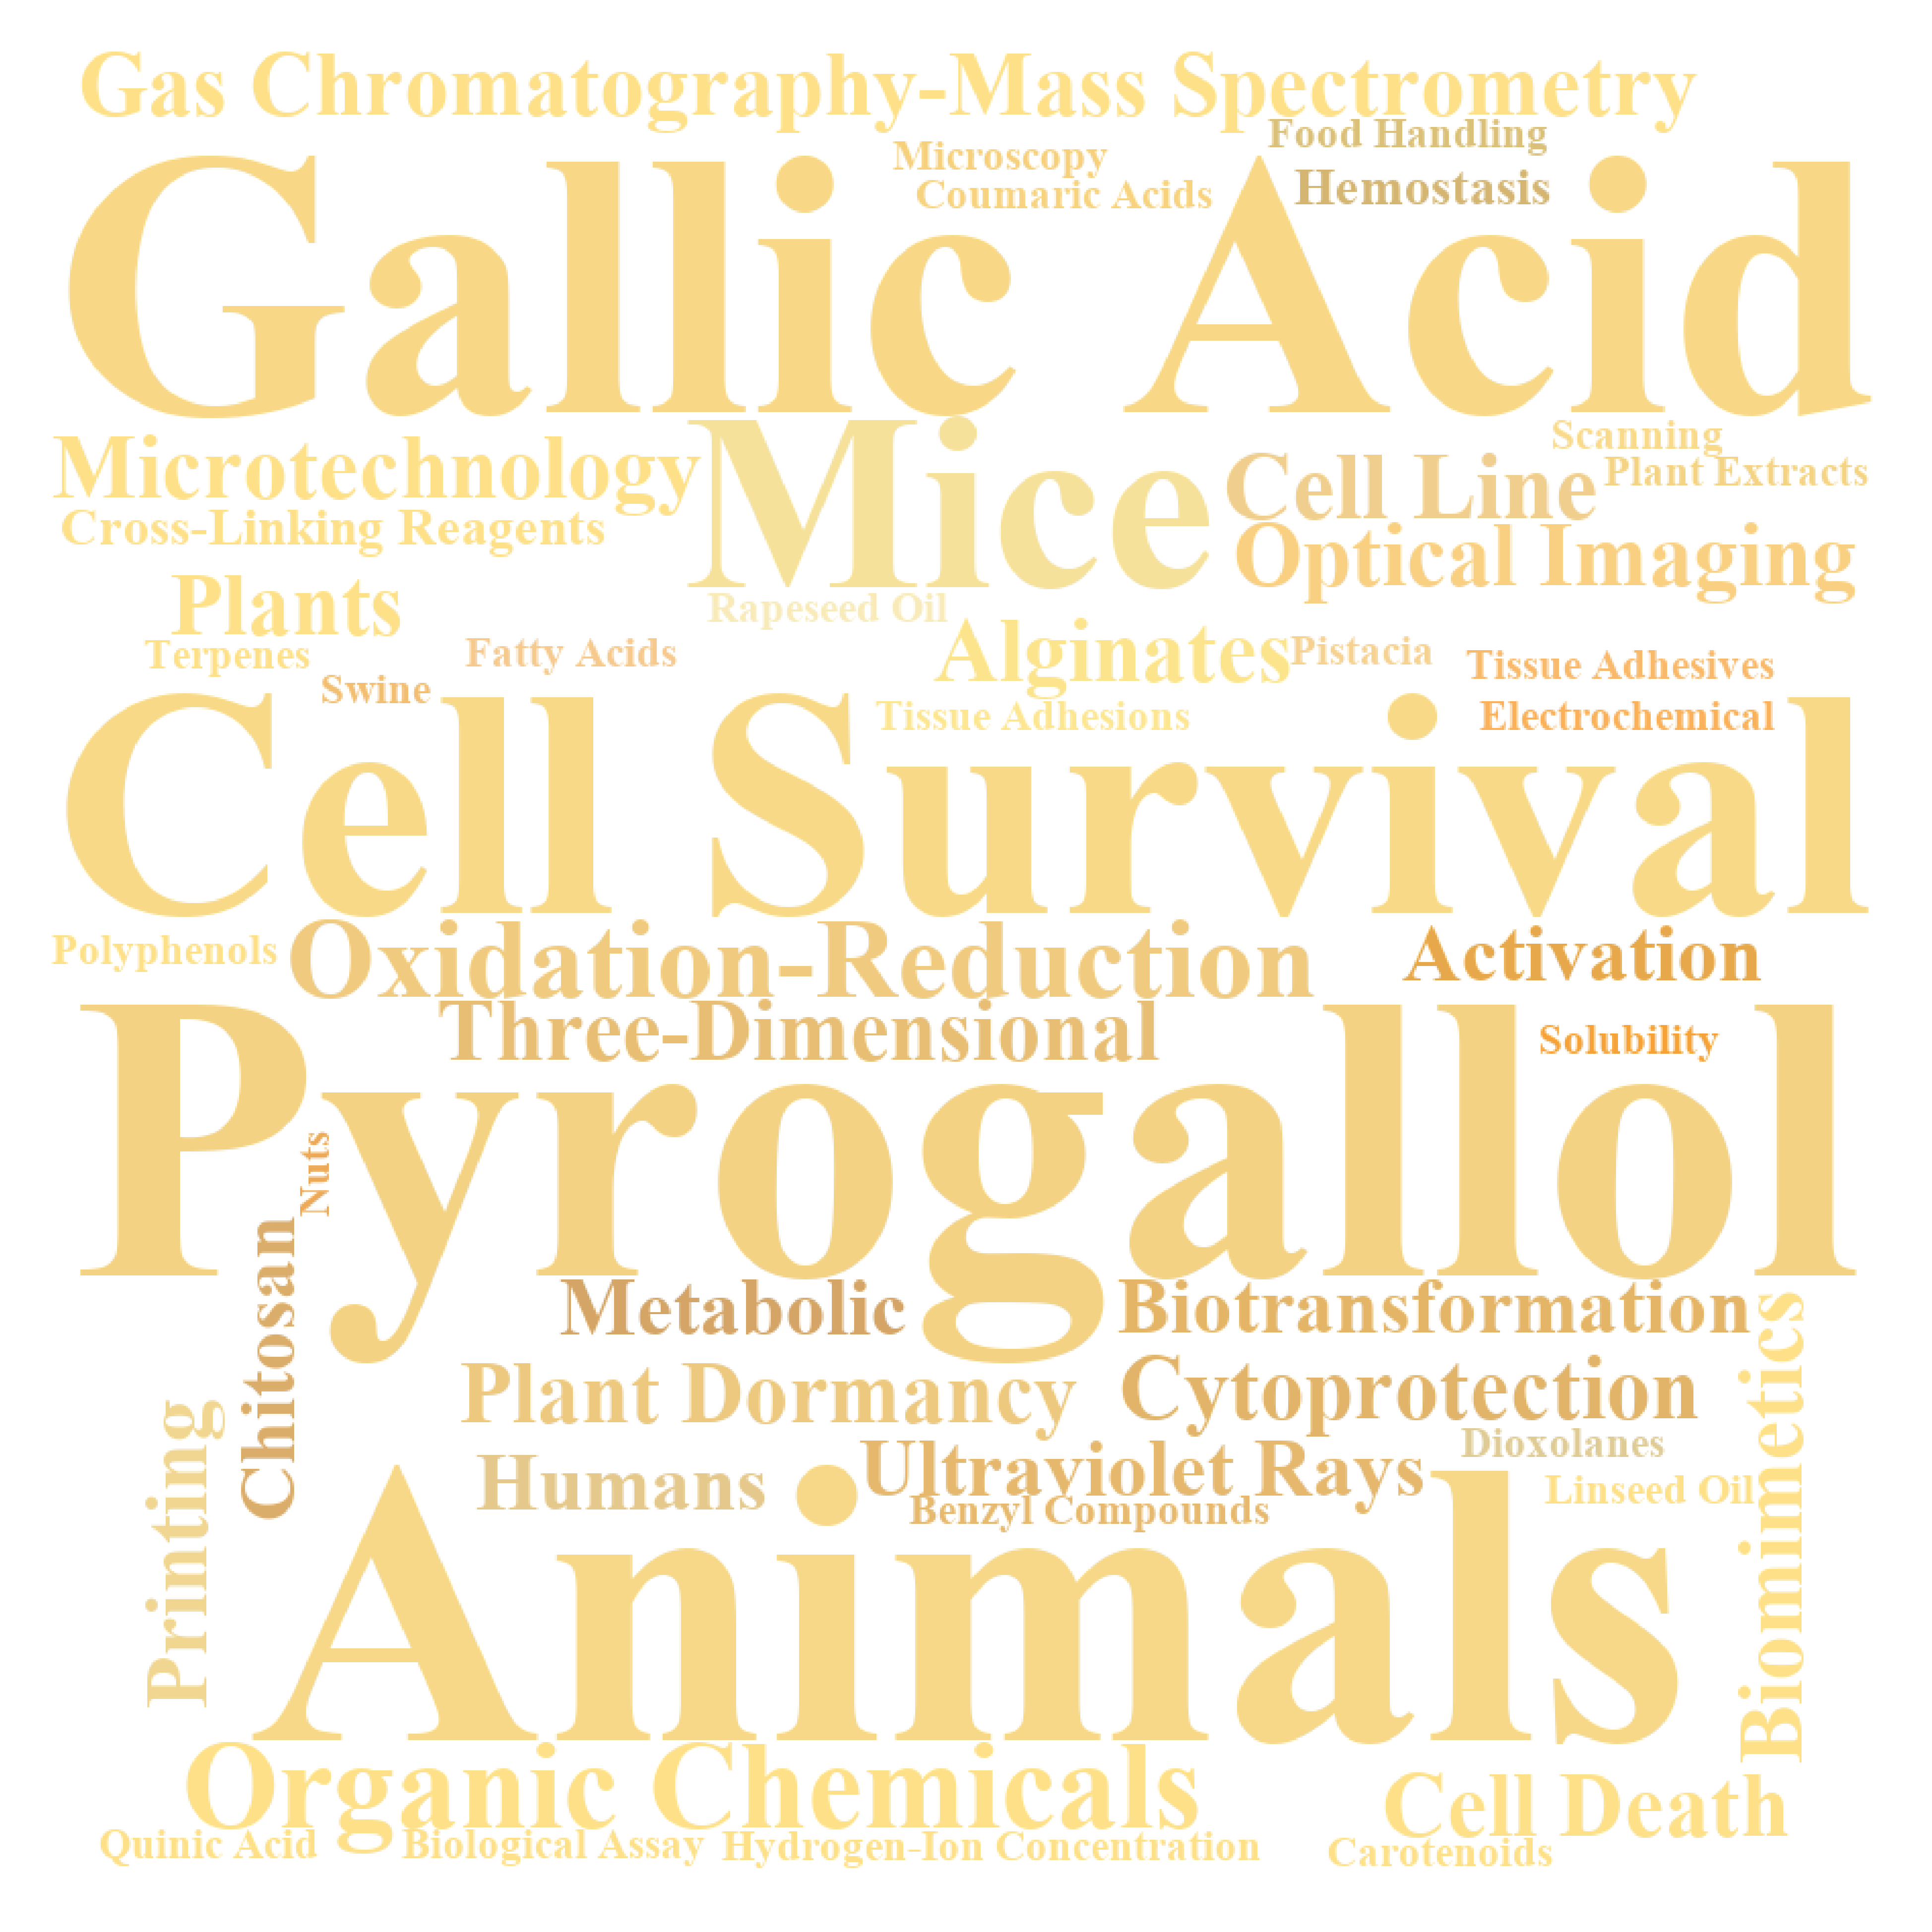 Gas Chromatography-Mass Spectrometry
Food Handling
Microscopy
Coumaric Acids
Hemostasis
Gallic Acid
Microtechnology
Mice
Cell Line
Scanning
Plant Extracts
Cross-Linking Reagents
Optical Imaging
Plants
Rapeseed Oil
Terpenes
Fatty Acids
Alginates
Pistacia
Tissue Adhesives
Swine
Tissue Adhesions
Electrochemical
Cell Survival
Polyphenols
Oxidation-Reduction
Activation
Three-Dimensional
Solubility
Pyrogallol
Nuts
Chitosan
Metabolic
Biotransformation
Plant Dormancy
Cytoprotection
Printing
Humans
Ultraviolet Rays
Dioxolanes
Benzyl Compounds
Linseed Oil
Biomimetics
Animals
Organic Chemicals
Cell Death
Quinic Acid
Biological Assay
Hydrogen-Ion Concentration
Carotenoids